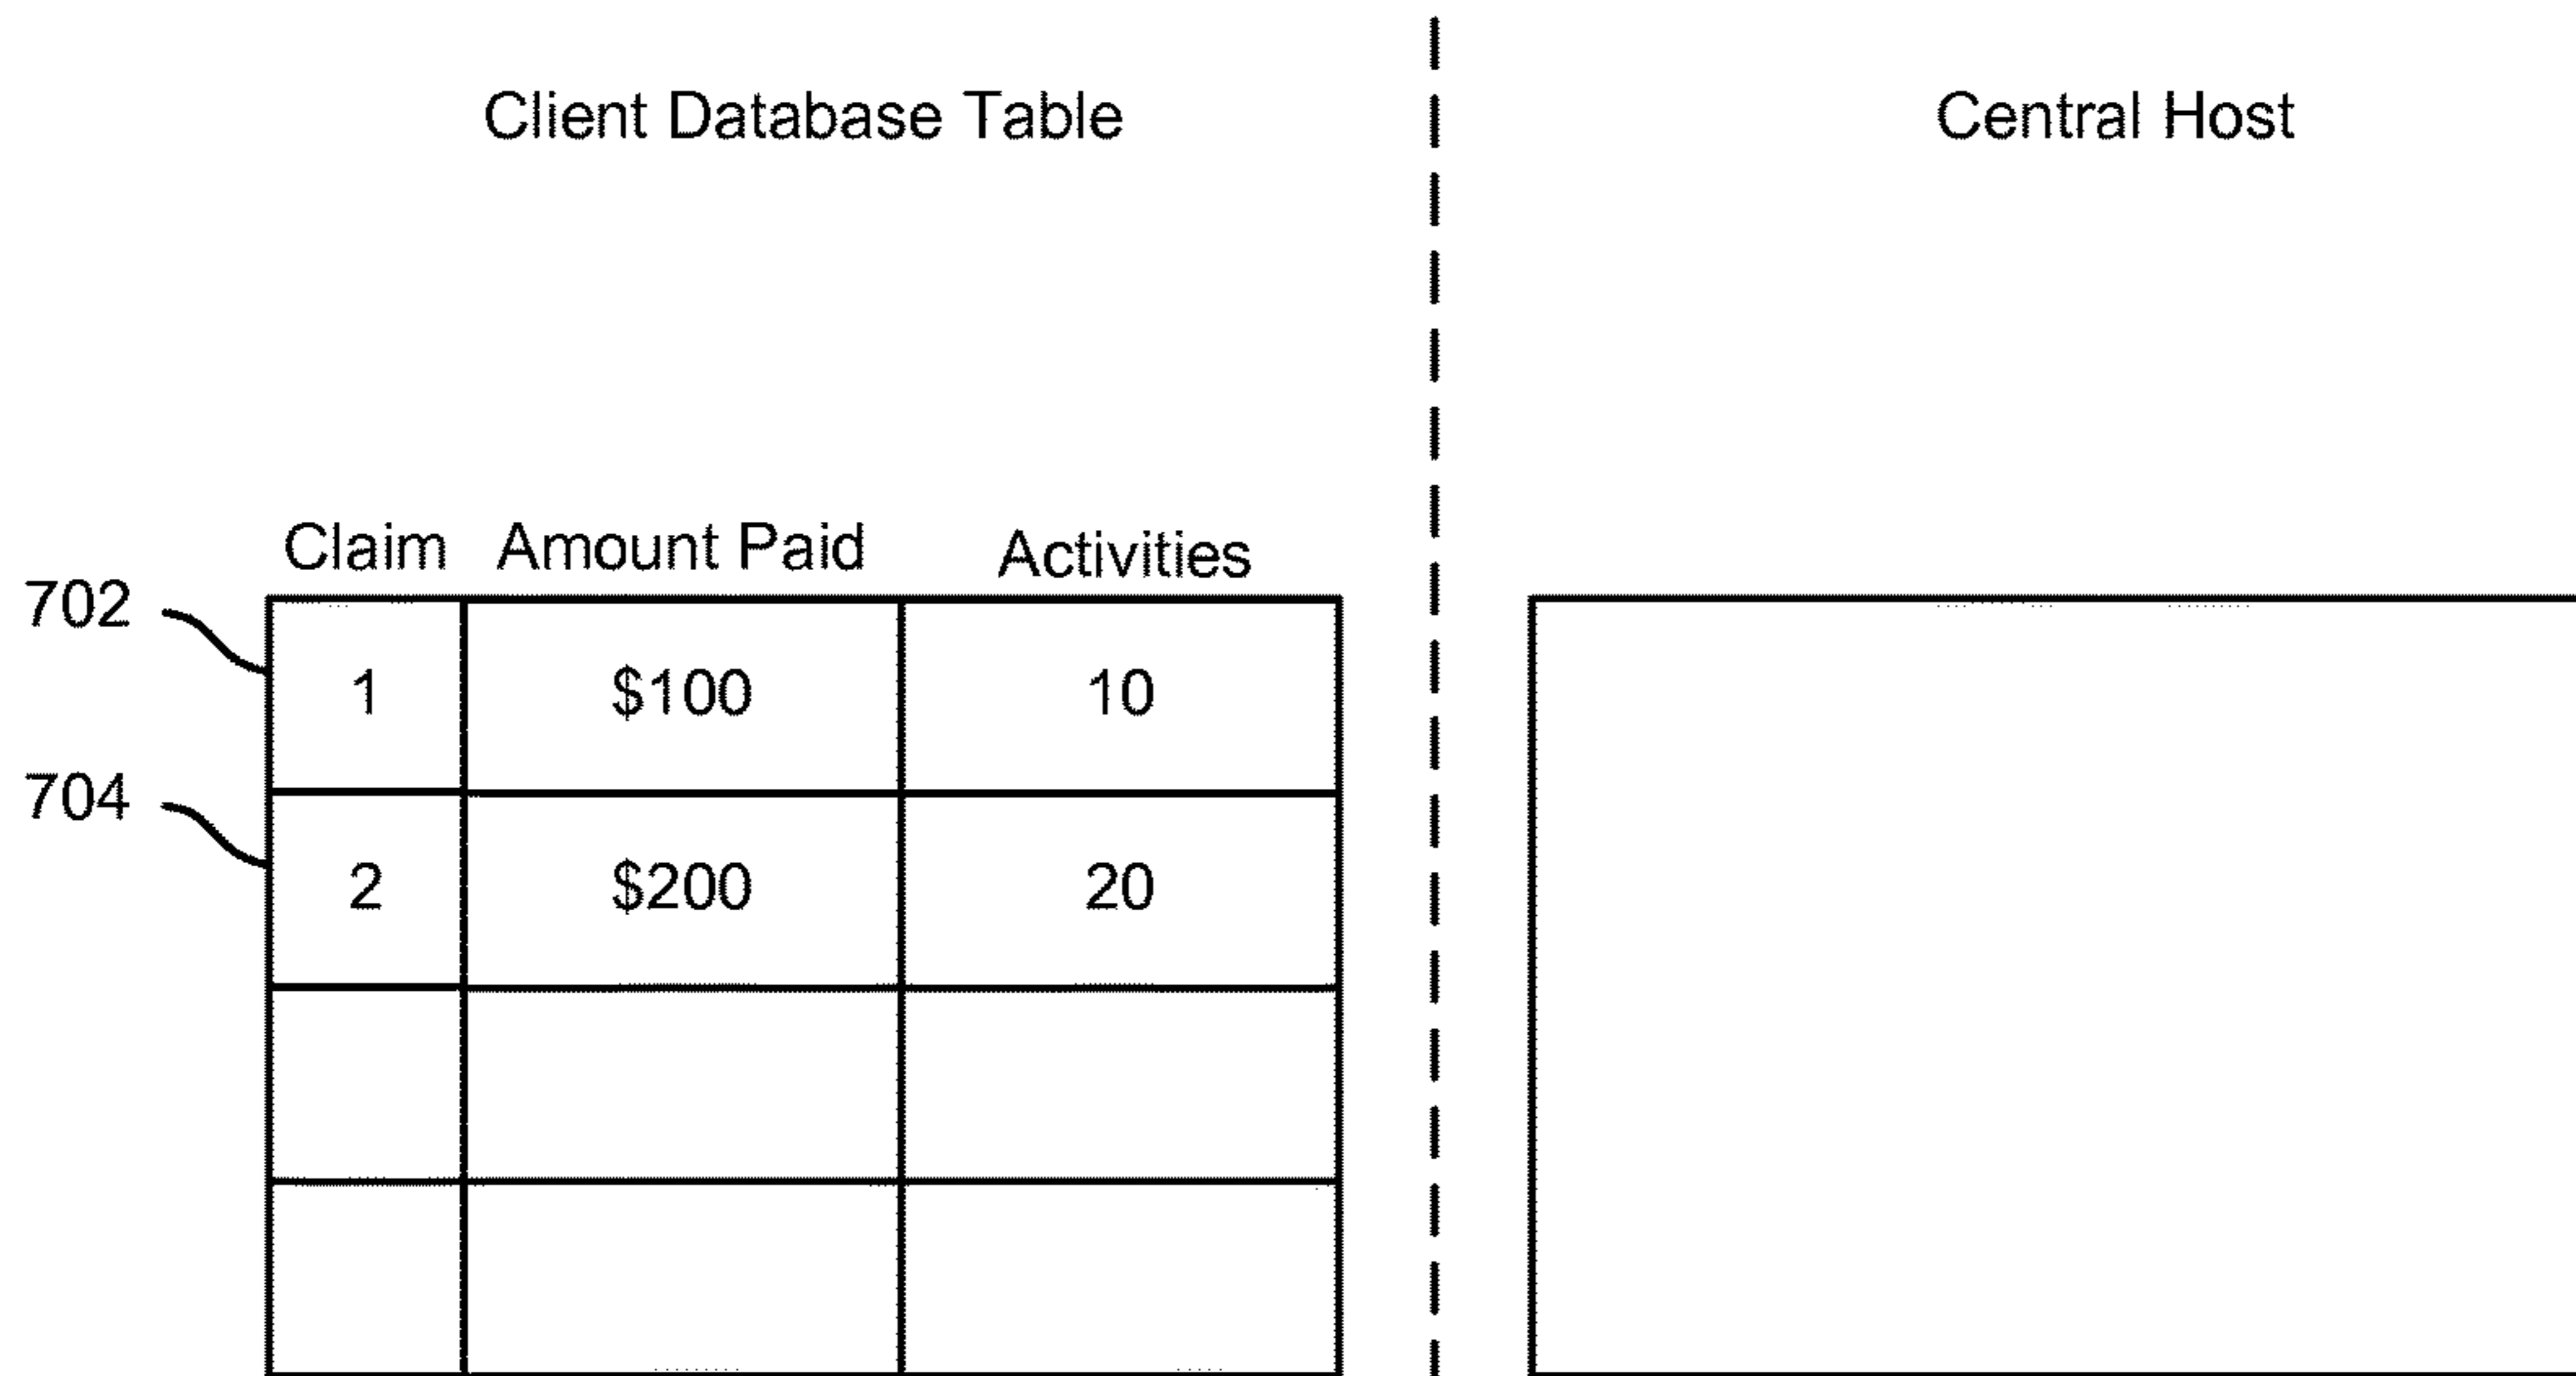 Client Database Table
Central Host
Claim Amount Paid Activities
702
1 $100 10
704
2 $200 20